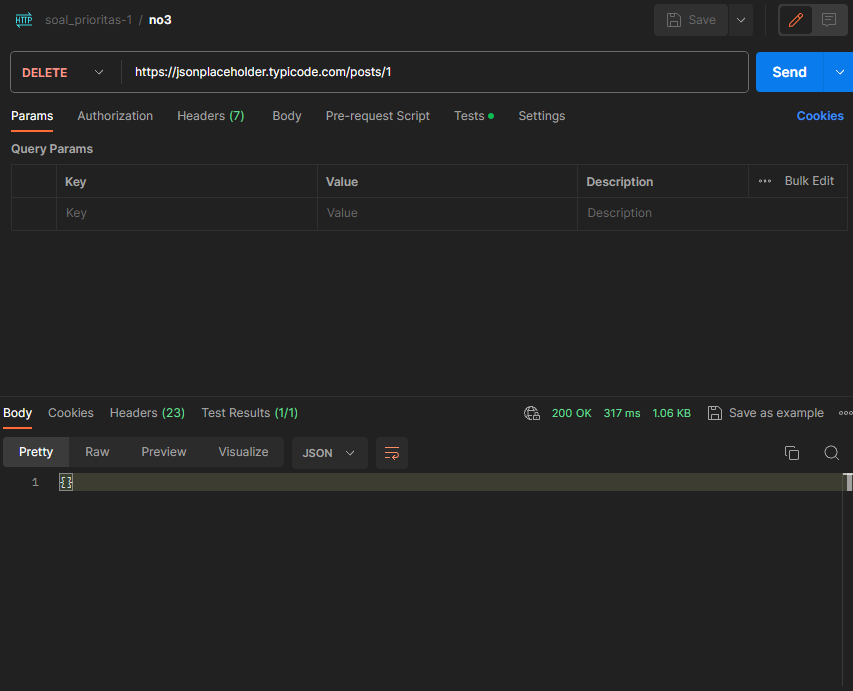 HTTP soal_prioritas-1 / no3 Save
DELETE https://jsonplaceholder.typicode.com/posts/1 Send
Params Authorization Headers (7) Body Pre-request Script Tests Settings Cookies
Query Params
Key Value Description ••• Bulk Edit
Key Value Description
Body Cookies Headers (23) Test Results (1/1) 200 OK 317 ms 1.06 KB Save as example
Pretty Raw Preview Visualize JSON
1 {}